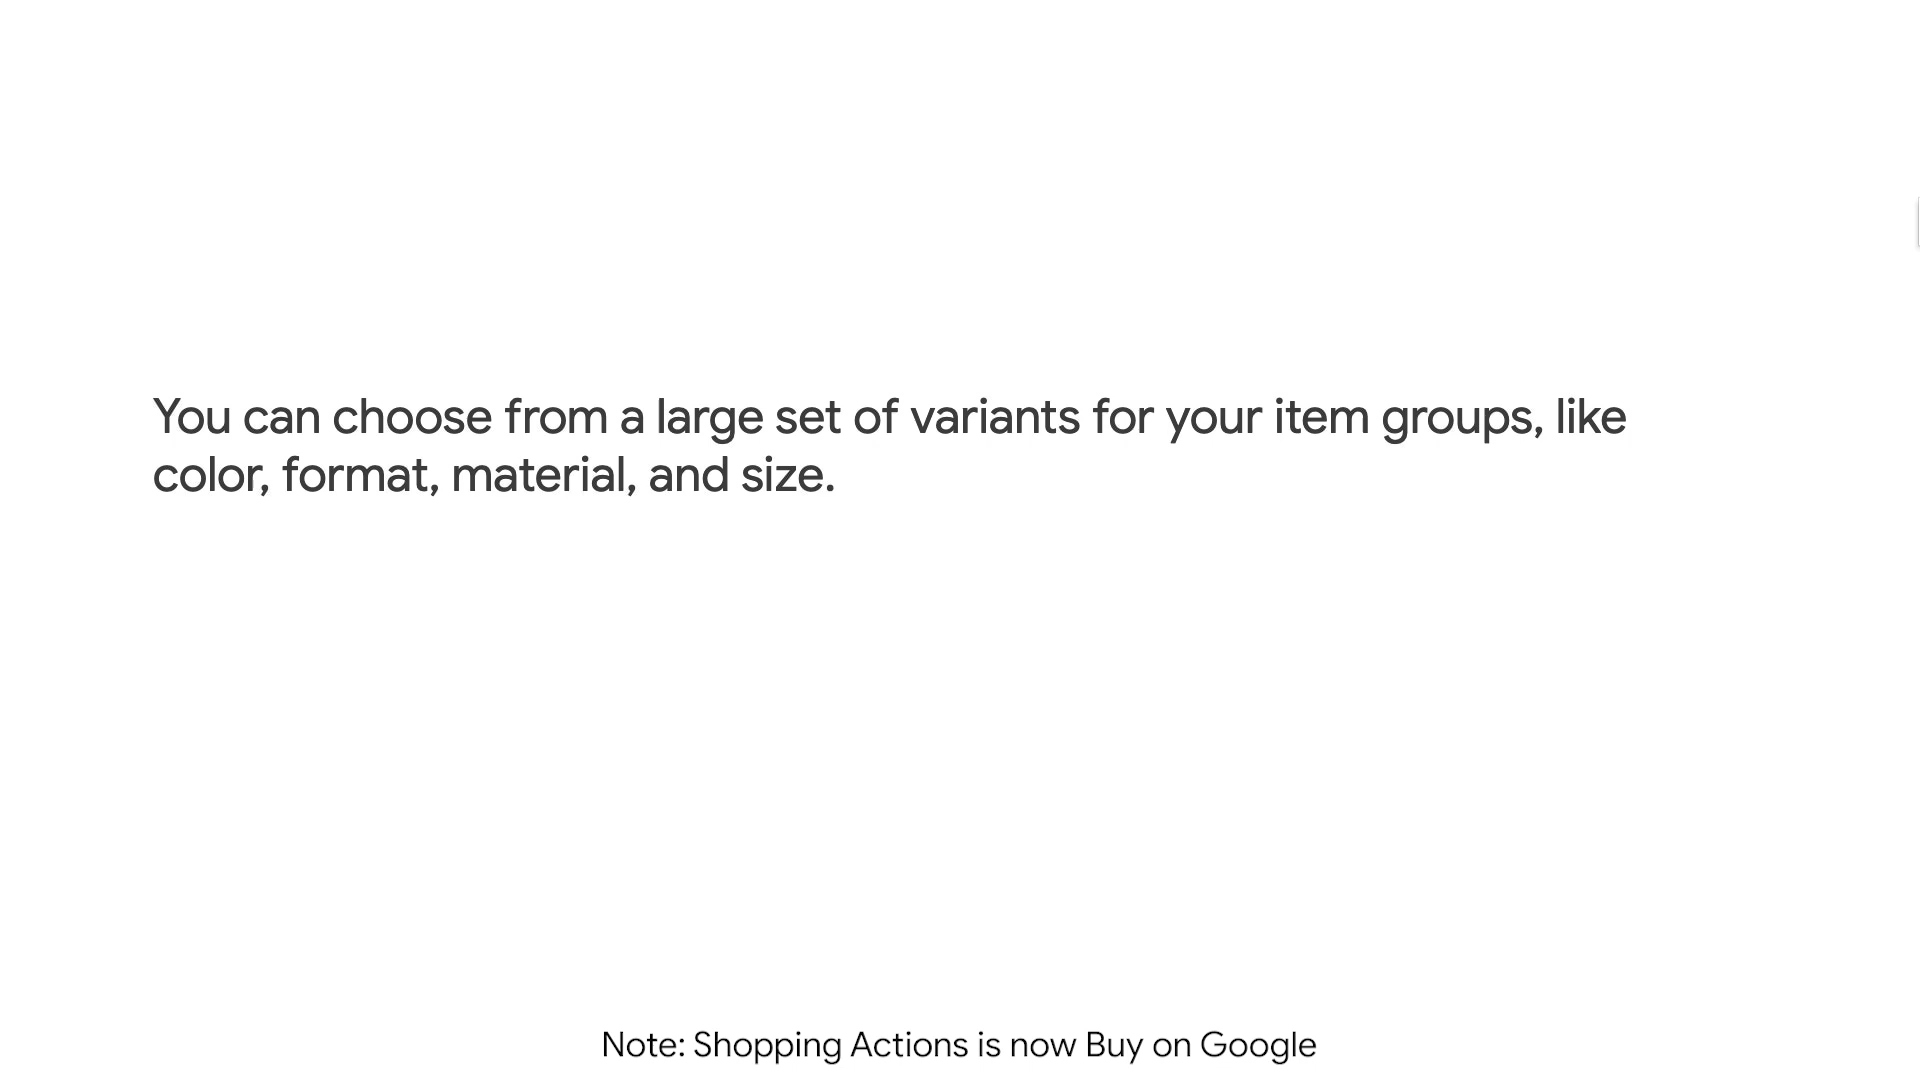 You can choose from a large set of variants for your item groups, like
color, format, material, and size.
Note: Shopping Actions is now Buy on Google